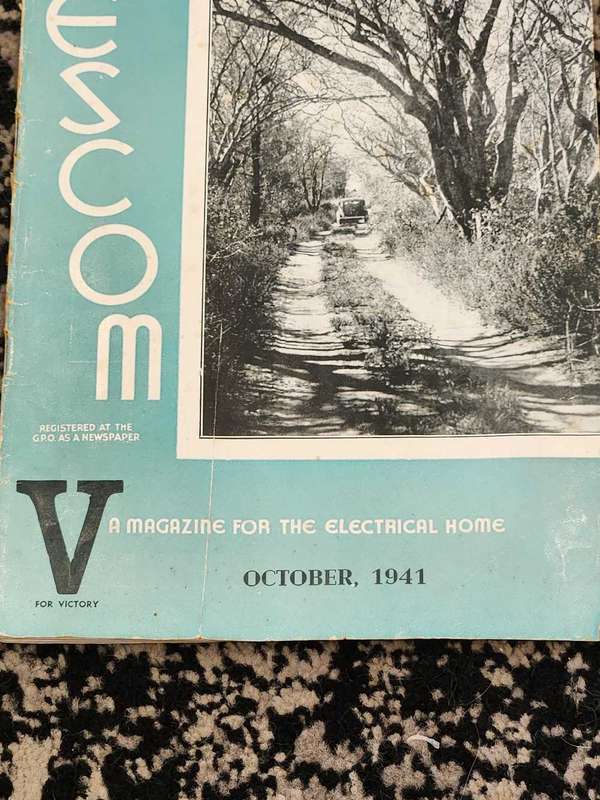 ESCOM
REGISTERED AT THE
G.P.O. AS A NEWSPAPER
V
FOR VICTORY
A MAGAZINE FOR THE ELECTRICAL HOME
OCTOBER, 1941